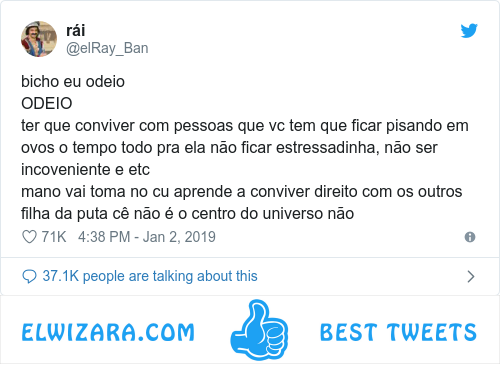 rái
@elRay_Ban
bicho eu odeio
ODEIO
ter que conviver com pessoas que vc tem que ficar pisando em
ovos o tempo todo pra ela não ficar estressadinha, não ser
incoveniente e etc
mano vai toma no cu aprende a conviver direito com os outros
filha da puta cê não é o centro do universo não
71K 4:38 PM - Jan 2, 2019
37.1K people are talking about this
ELWIZARA.COM BEST TWEETS